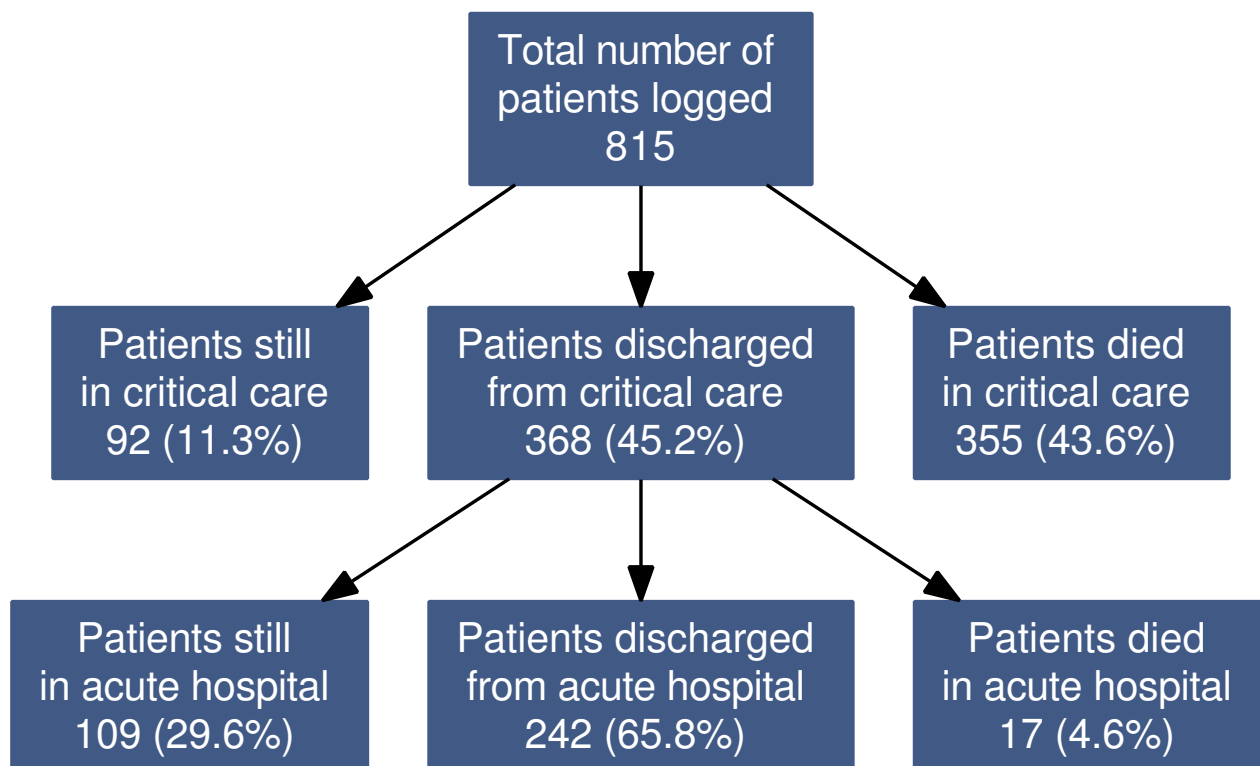 Total number of
patients logged
815
Patients still
in critical care
92 (11.3%)
Patients discharged
from critical care
368 (45.2%)
Patients died
in critical care
355 (43.6%)
Patients still
in acute hospital
109 (29.6%)
Patients discharged
from acute hospital
242 (65.8%)
Patients died
in acute hospital
17 (4.6%)